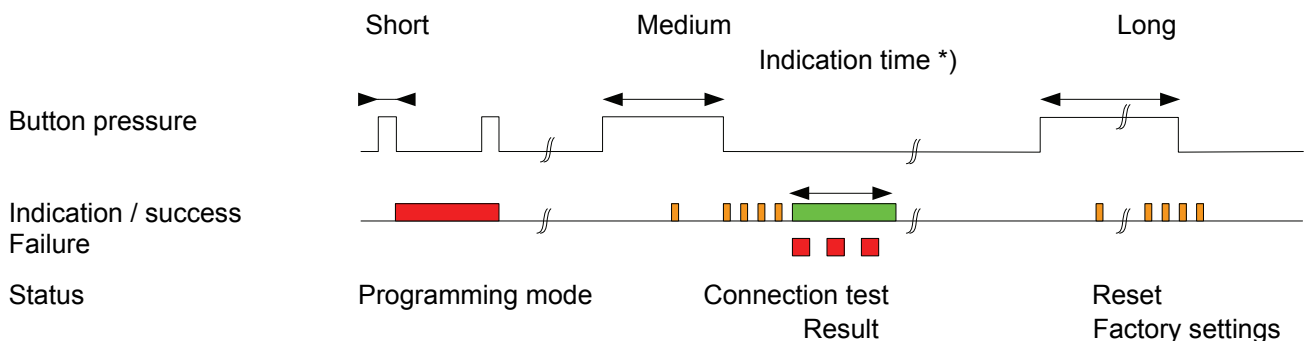 Short Medium Long
Indication time *)
Button pressure
Indication / success
Failure
Status Programming mode Connection test Reset
Result Factory settings